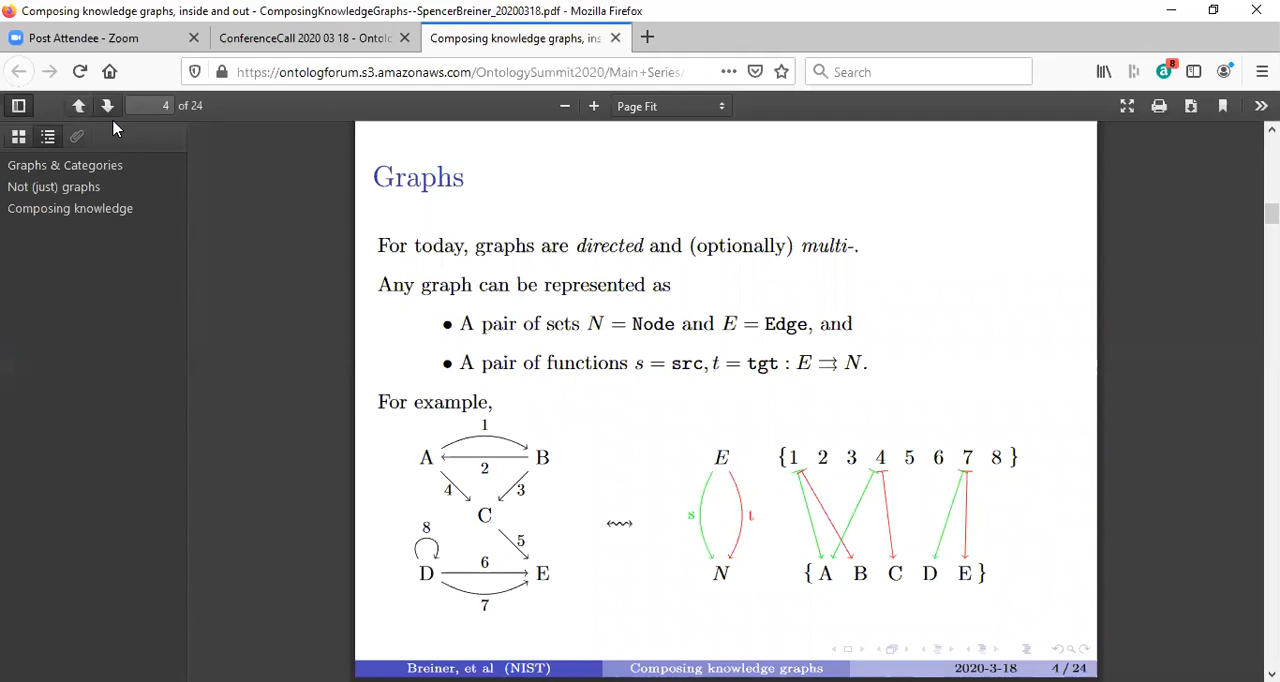 Composing knowledge graphs, inside and out - ComposingKnowledgeGraphs--SpencerBreiner_20200318.pdf - Mozilla Firefox
Post Attendee - Zoom
ConferenceCall 2020 03 18 - Ontolo
Composing knowledge graphs, ins
https://ontologforum.s3.amazonaws.com/OntologySummit2020/Main+Series/
Search
8
4 of 24
Page Fit
Graphs & Categories
Not (just) graphs
Composing knowledge
Graphs
For today, graphs are directed and (optionally) multi-.
Any graph can be represented as
• A pair of sets N = Node and E = Edge, and
• A pair of functions s = src, t = tgt : E ⇉ N.
For example,
1
A B
2
4 3
C
8 5
6
D E
7
E
s t
N
{1 2 3 4 5 6 7 8 }
{ A B C D E }
Breiner, et al (NIST) Composing knowledge graphs 2020-3-18 4 / 24